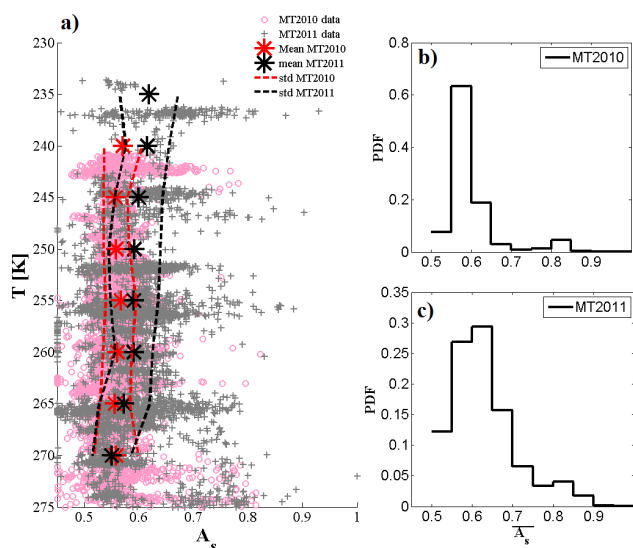 a)
MT2010 data
MT2011 data
Mean MT2010
mean MT2011
std MT2010
std MT2011
230
235
240
245
250
255
260
265
270
275
T [K]
0.5 0.6 0.7 0.8 0.9 1
A_s
b)
MT2010
0.8
0.6
0.4
0.2
0
PDF
0.5 0.6 0.7 0.8 0.9
c)
MT2011
0.35
0.3
0.25
0.2
0.15
0.1
0.05
0
PDF
0.5 0.6 0.7 0.8 0.9
A_s